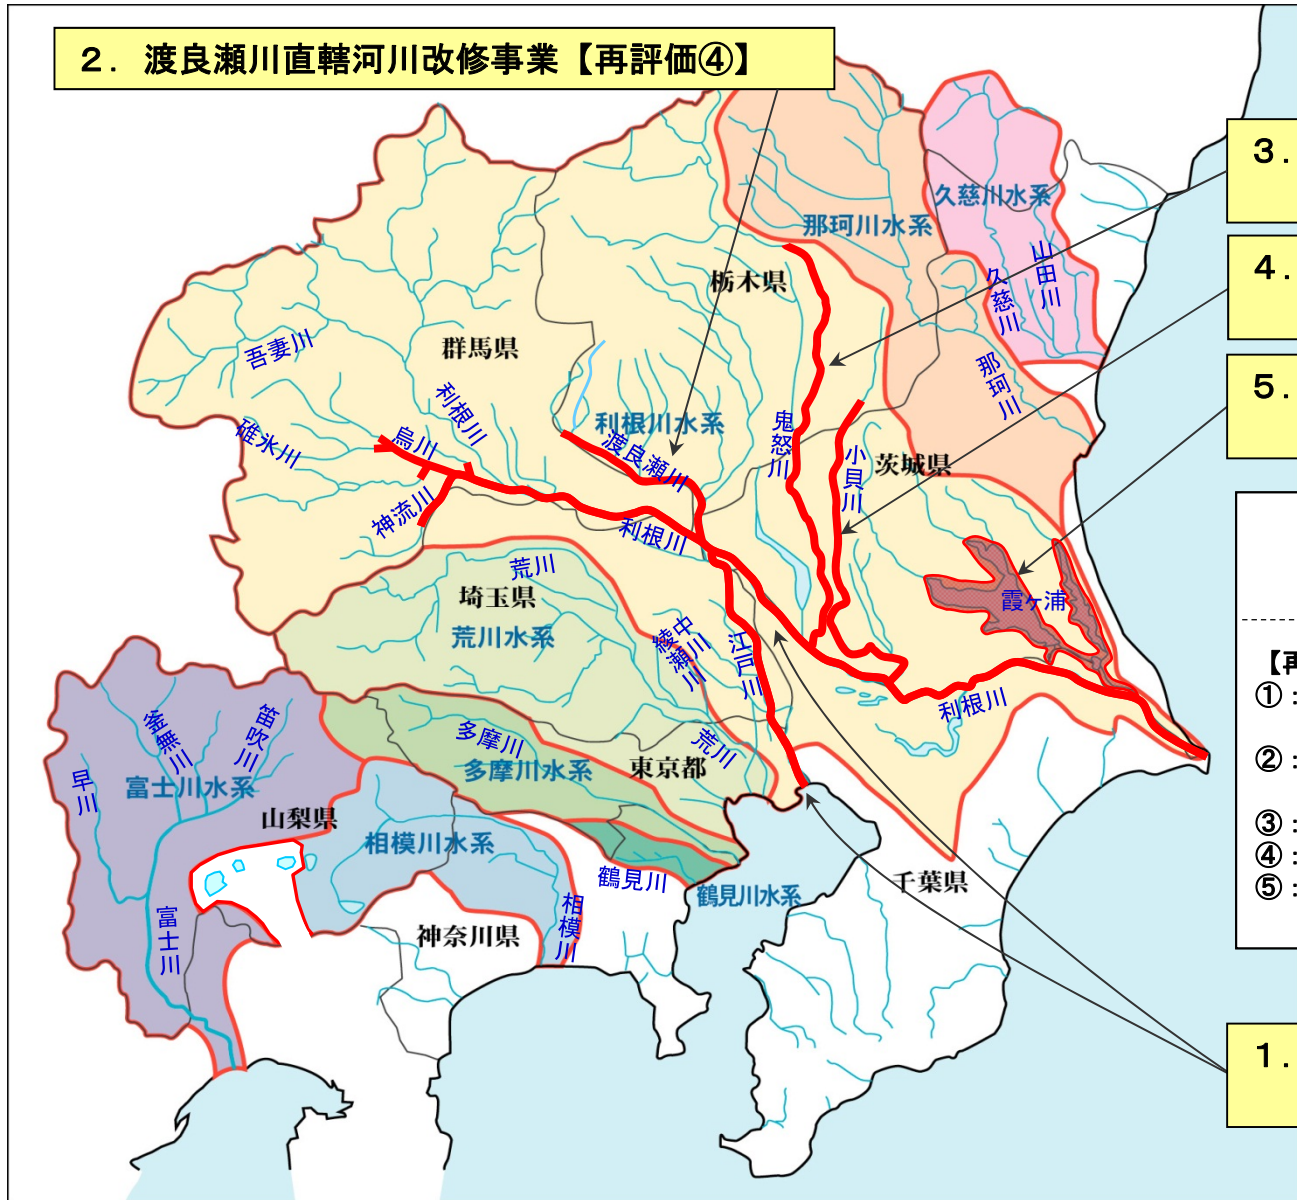 ２．渡良瀬川直轄河川改修事業【再評価④】
３．
４．
５．
久慈川水系
那珂川水系
山田川
久慈川
栃木県
群馬県
吾妻川
那珂川
利根川
利根川水系
鬼怒川
碓氷川
烏川
渡良瀬川
小貝川
茨城県
神流川
利根川
荒川
埼玉県
霞ヶ浦
荒川水系
綾瀬川
中川
江戸川
【再
①：
②：
③：
④：
⑤：
利根川
釜無川
笛吹川
多摩川
荒川
早川
富士川水系
多摩川水系
東京都
山梨県
相模川水系
鶴見川
鶴見川水系
千葉県
富士川
相模川
神奈川県
１．